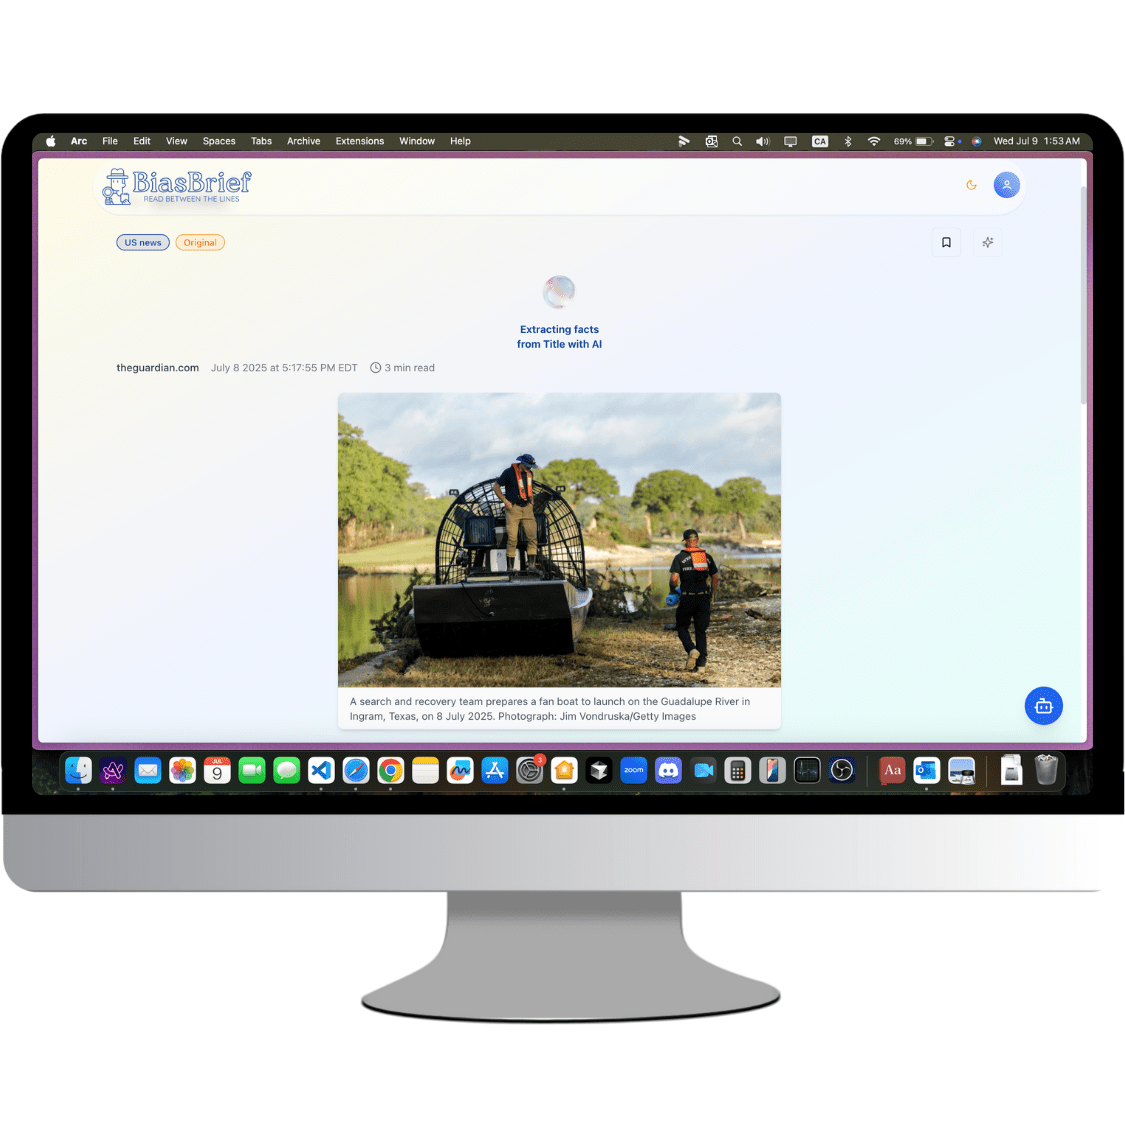 Arc File Edit View Spaces Tabs Archive Extensions Window Help CA 69% Wed Jul 9 1:53 AM
BiasBrief
READ BETWEEN THE LINES
US news Original
Extracting facts
from Title with AI
theguardian.com July 8 2025 at 5:17:55 PM EDT 3 min read
A search and recovery team prepares a fan boat to launch on the Guadalupe River in
Ingram, Texas, on 8 July 2025. Photograph: Jim Vondruska/Getty Images
JUL
9
3
zoom
Aa